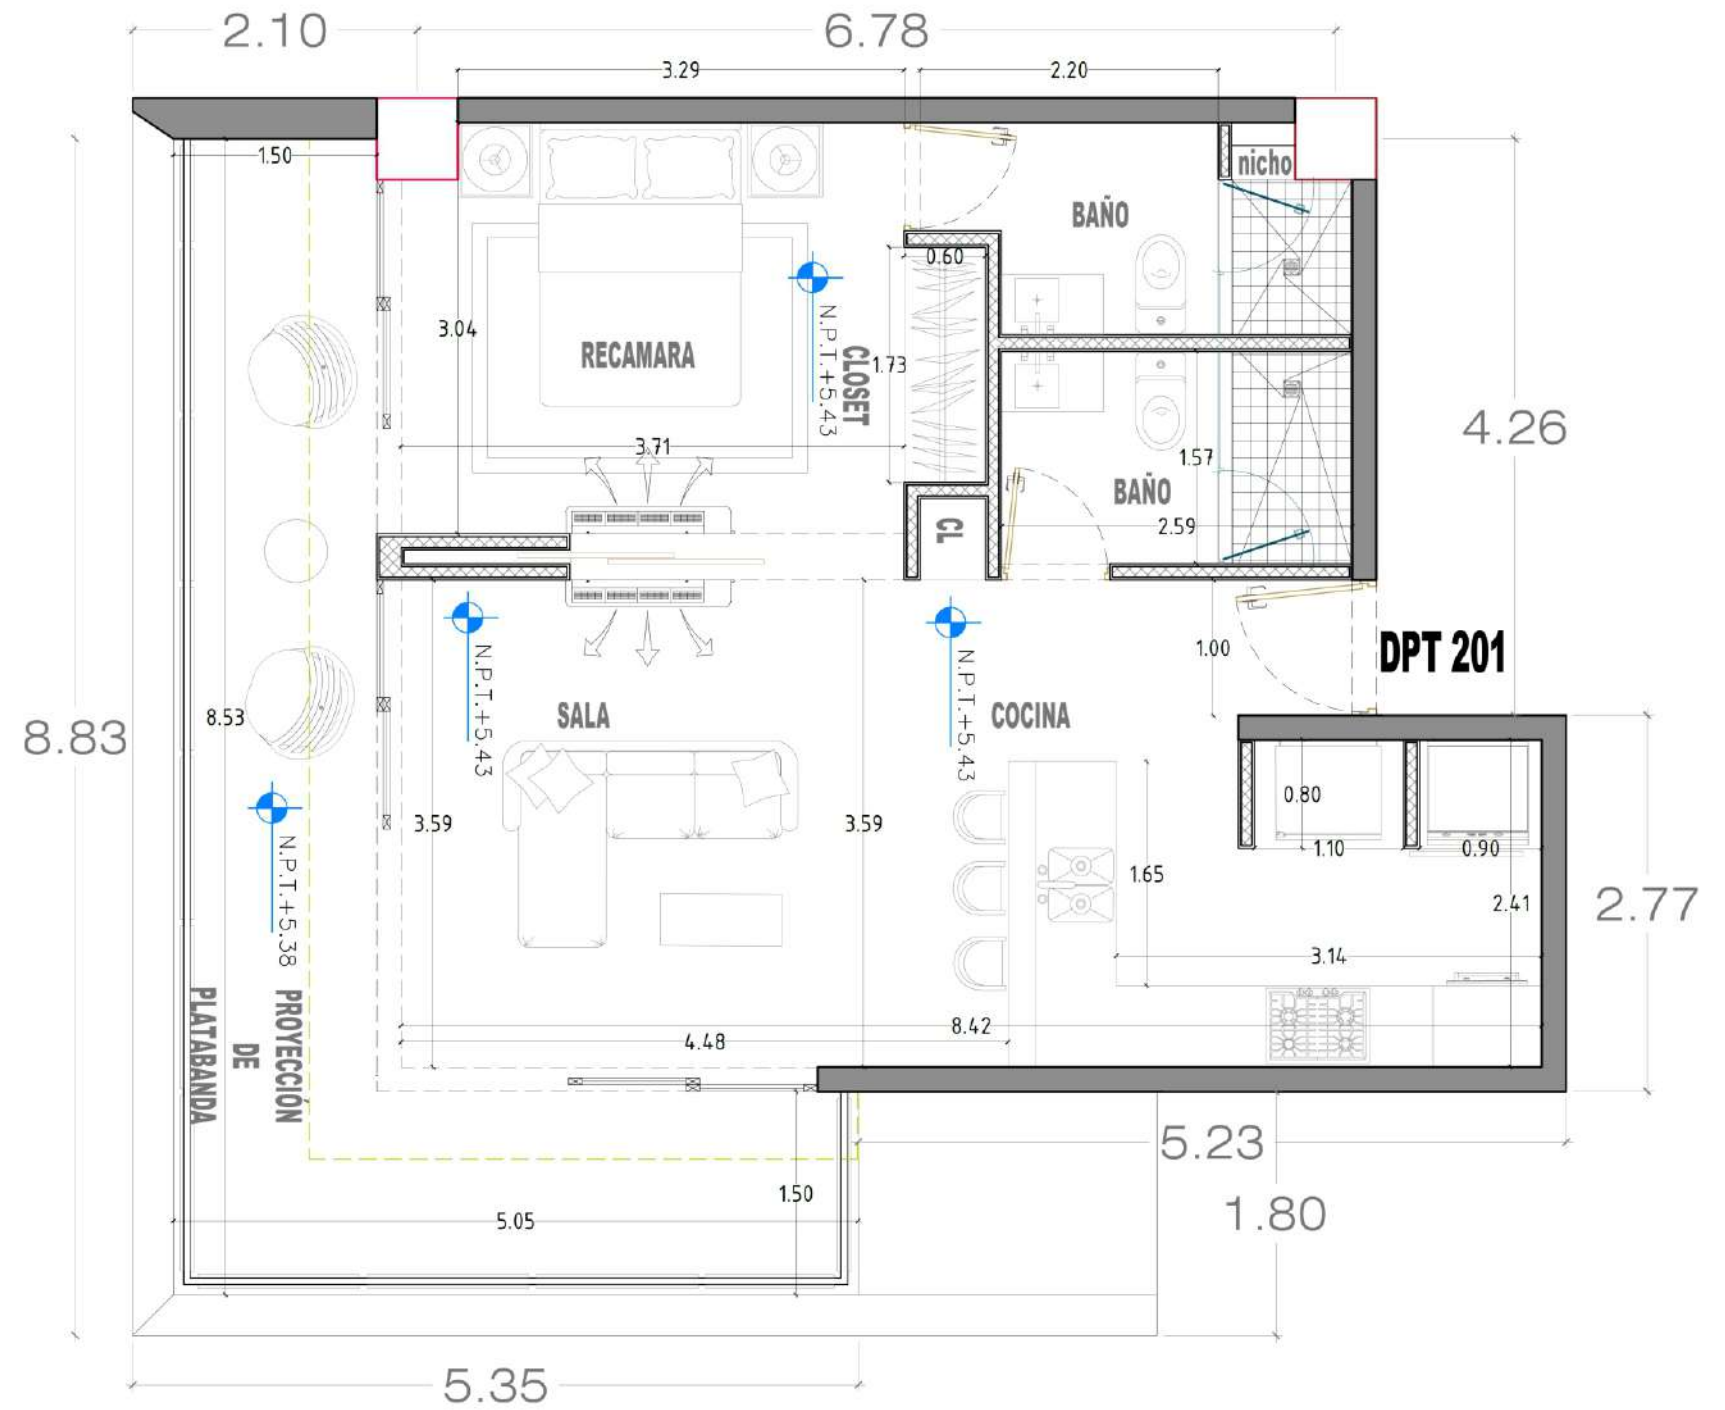 2.10
6.78
3.29
2.20
1.50
nicho
BAÑO
0.60
N.P.T.+5.43
3.04
RECAMARA
CLOSET
1.73
4.26
3.71
1.57
BAÑO
2.59
CL
N.P.T.+5.43
N.P.T.+5.43
1.00
DPT 201
8.83
8.53
SALA
COCINA
0.80
3.59
3.59
1.10
0.90
1.65
2.41
2.77
N.P.T.+5.38
3.14
PROYECCION
DE
PLATABANDA
8.42
4.48
5.23
1.50
1.80
5.05
5.35